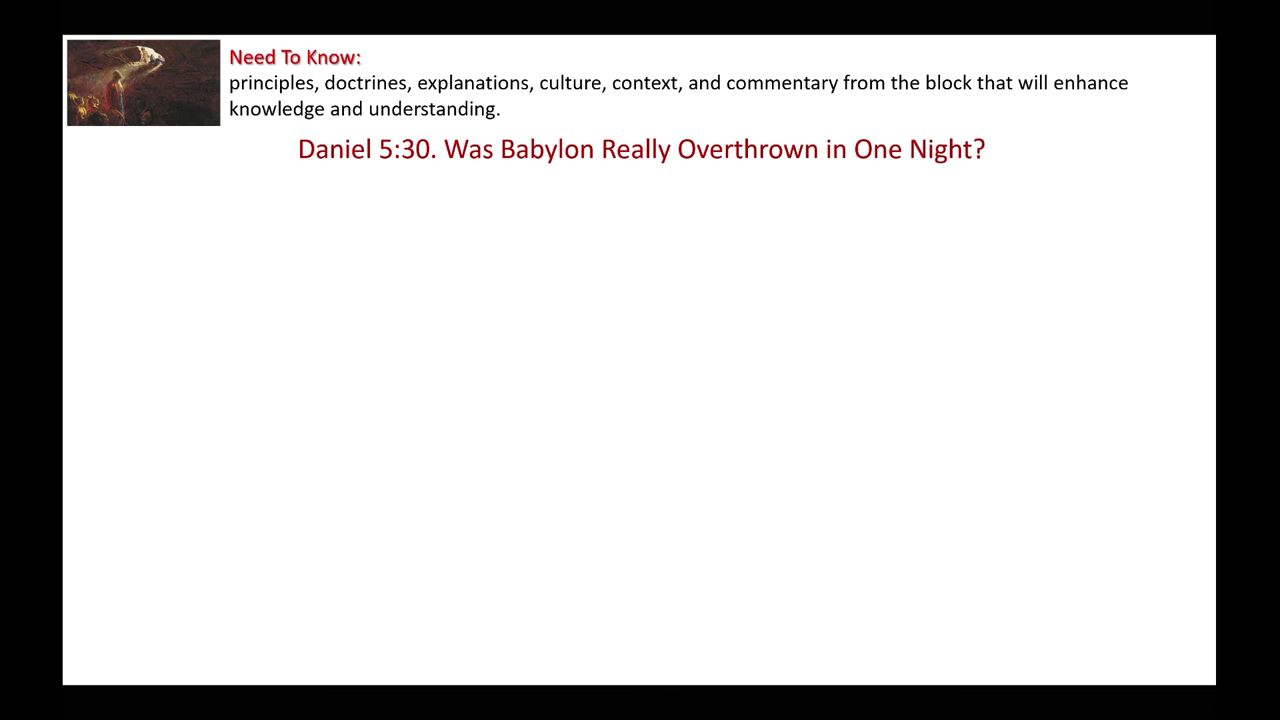 Need To Know:
principles, doctrines, explanations, culture, context, and commentary from the block that will enhance
knowledge and understanding.
Daniel 5:30. Was Babylon Really Overthrown in One Night?